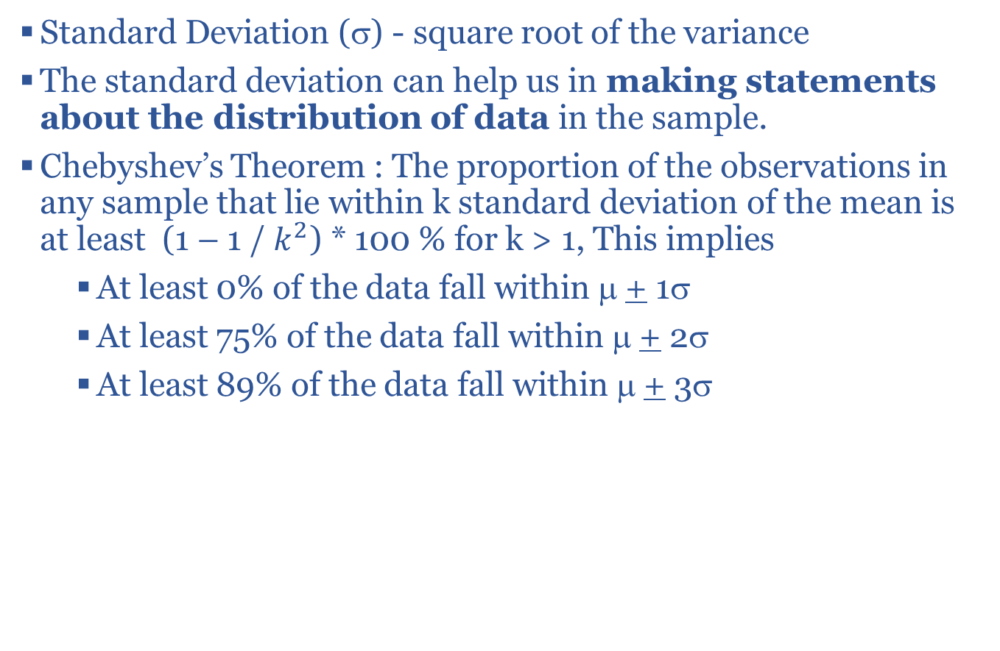 ▪ Standard Deviation (σ) - square root of the variance
▪ The standard deviation can help us in making statements
about the distribution of data in the sample.
▪ Chebyshev’s Theorem : The proportion of the observations in
any sample that lie within k standard deviation of the mean is
at least (1 – 1 / k²) * 100 % for k > 1, This implies
▪ At least 0% of the data fall within μ + 1σ
▪ At least 75% of the data fall within μ + 2σ
▪ At least 89% of the data fall within μ + 3σ